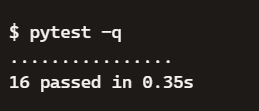 $ pytest -q
................
16 passed in 0.35s